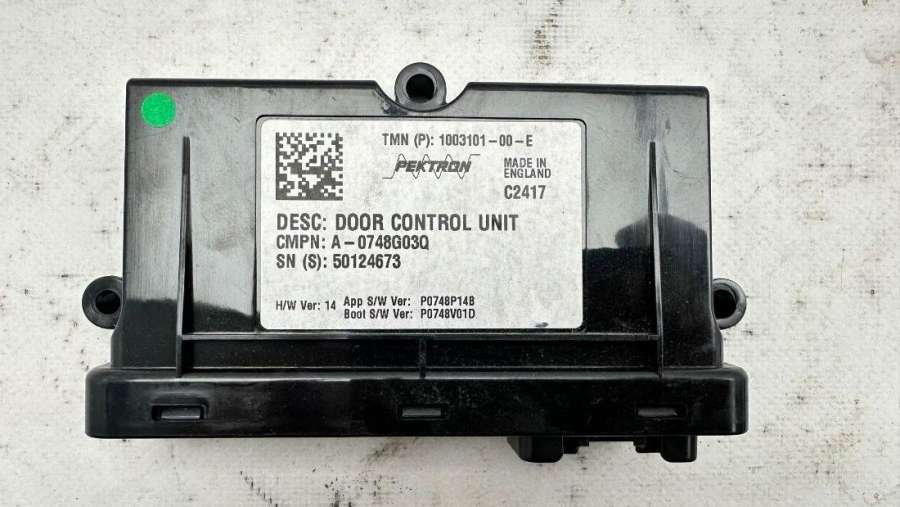 TMN (P): 1003101-00-E
PEKTRON
MADE IN
ENGLAND
C2417
DESC: DOOR CONTROL UNIT
CMPN: A-0748G03Q
SN (S): 50124673
H/W Ver: 14 App S/W Ver: P0748P14B
Boot S/W Ver: P0748V01D